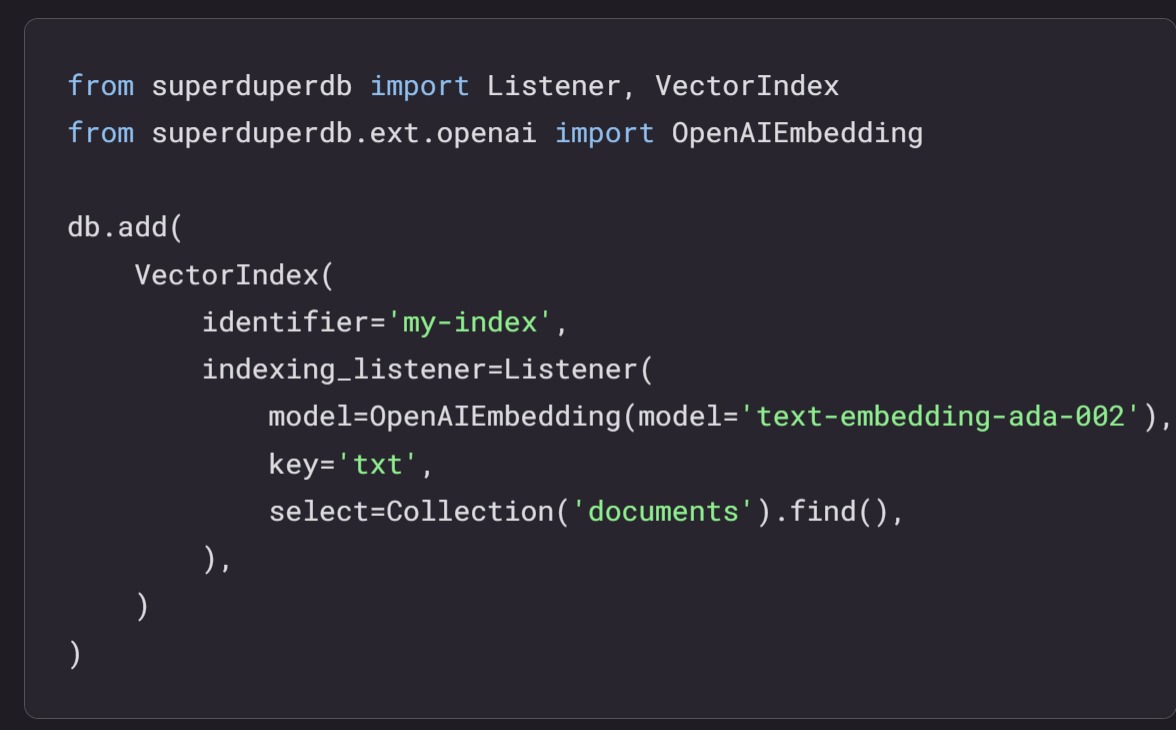 from superduperdb import Listener, VectorIndex
from superduperdb.ext.openai import OpenAIEmbedding

db.add(
    VectorIndex(
        identifier='my-index',
        indexing_listener=Listener(
            model=OpenAIEmbedding(model='text-embedding-ada-002'),
            key='txt',
            select=Collection('documents').find(),
        ),
    )
)